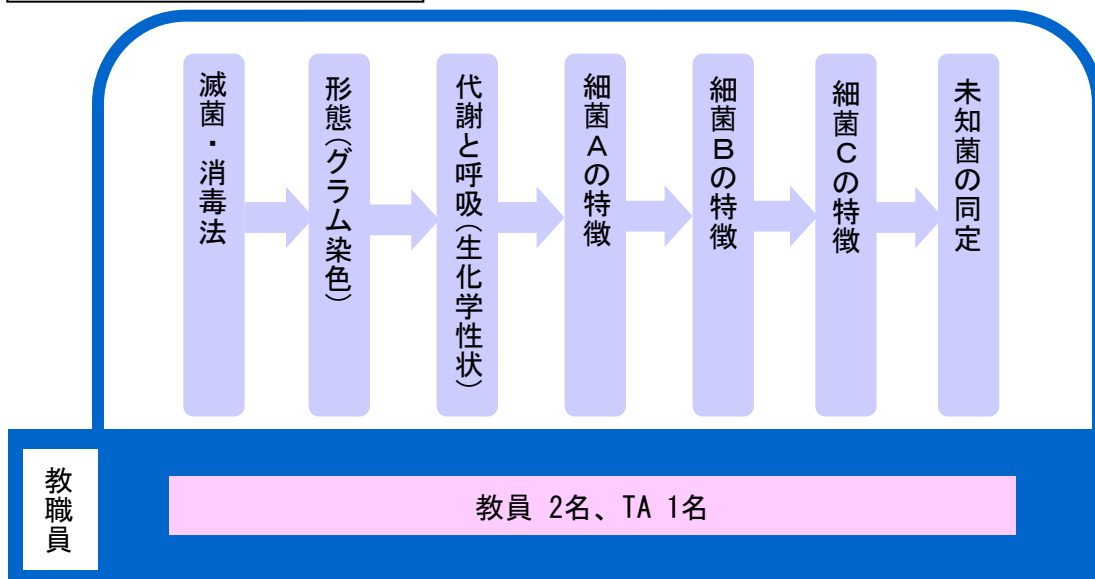 滅菌・消毒法
形態(グラム染色)
代謝と呼吸(生化学性状)
細菌Aの特徴
細菌Bの特徴
細菌Cの特徴
未知菌の同定
教職員
教員 2名、TA 1名